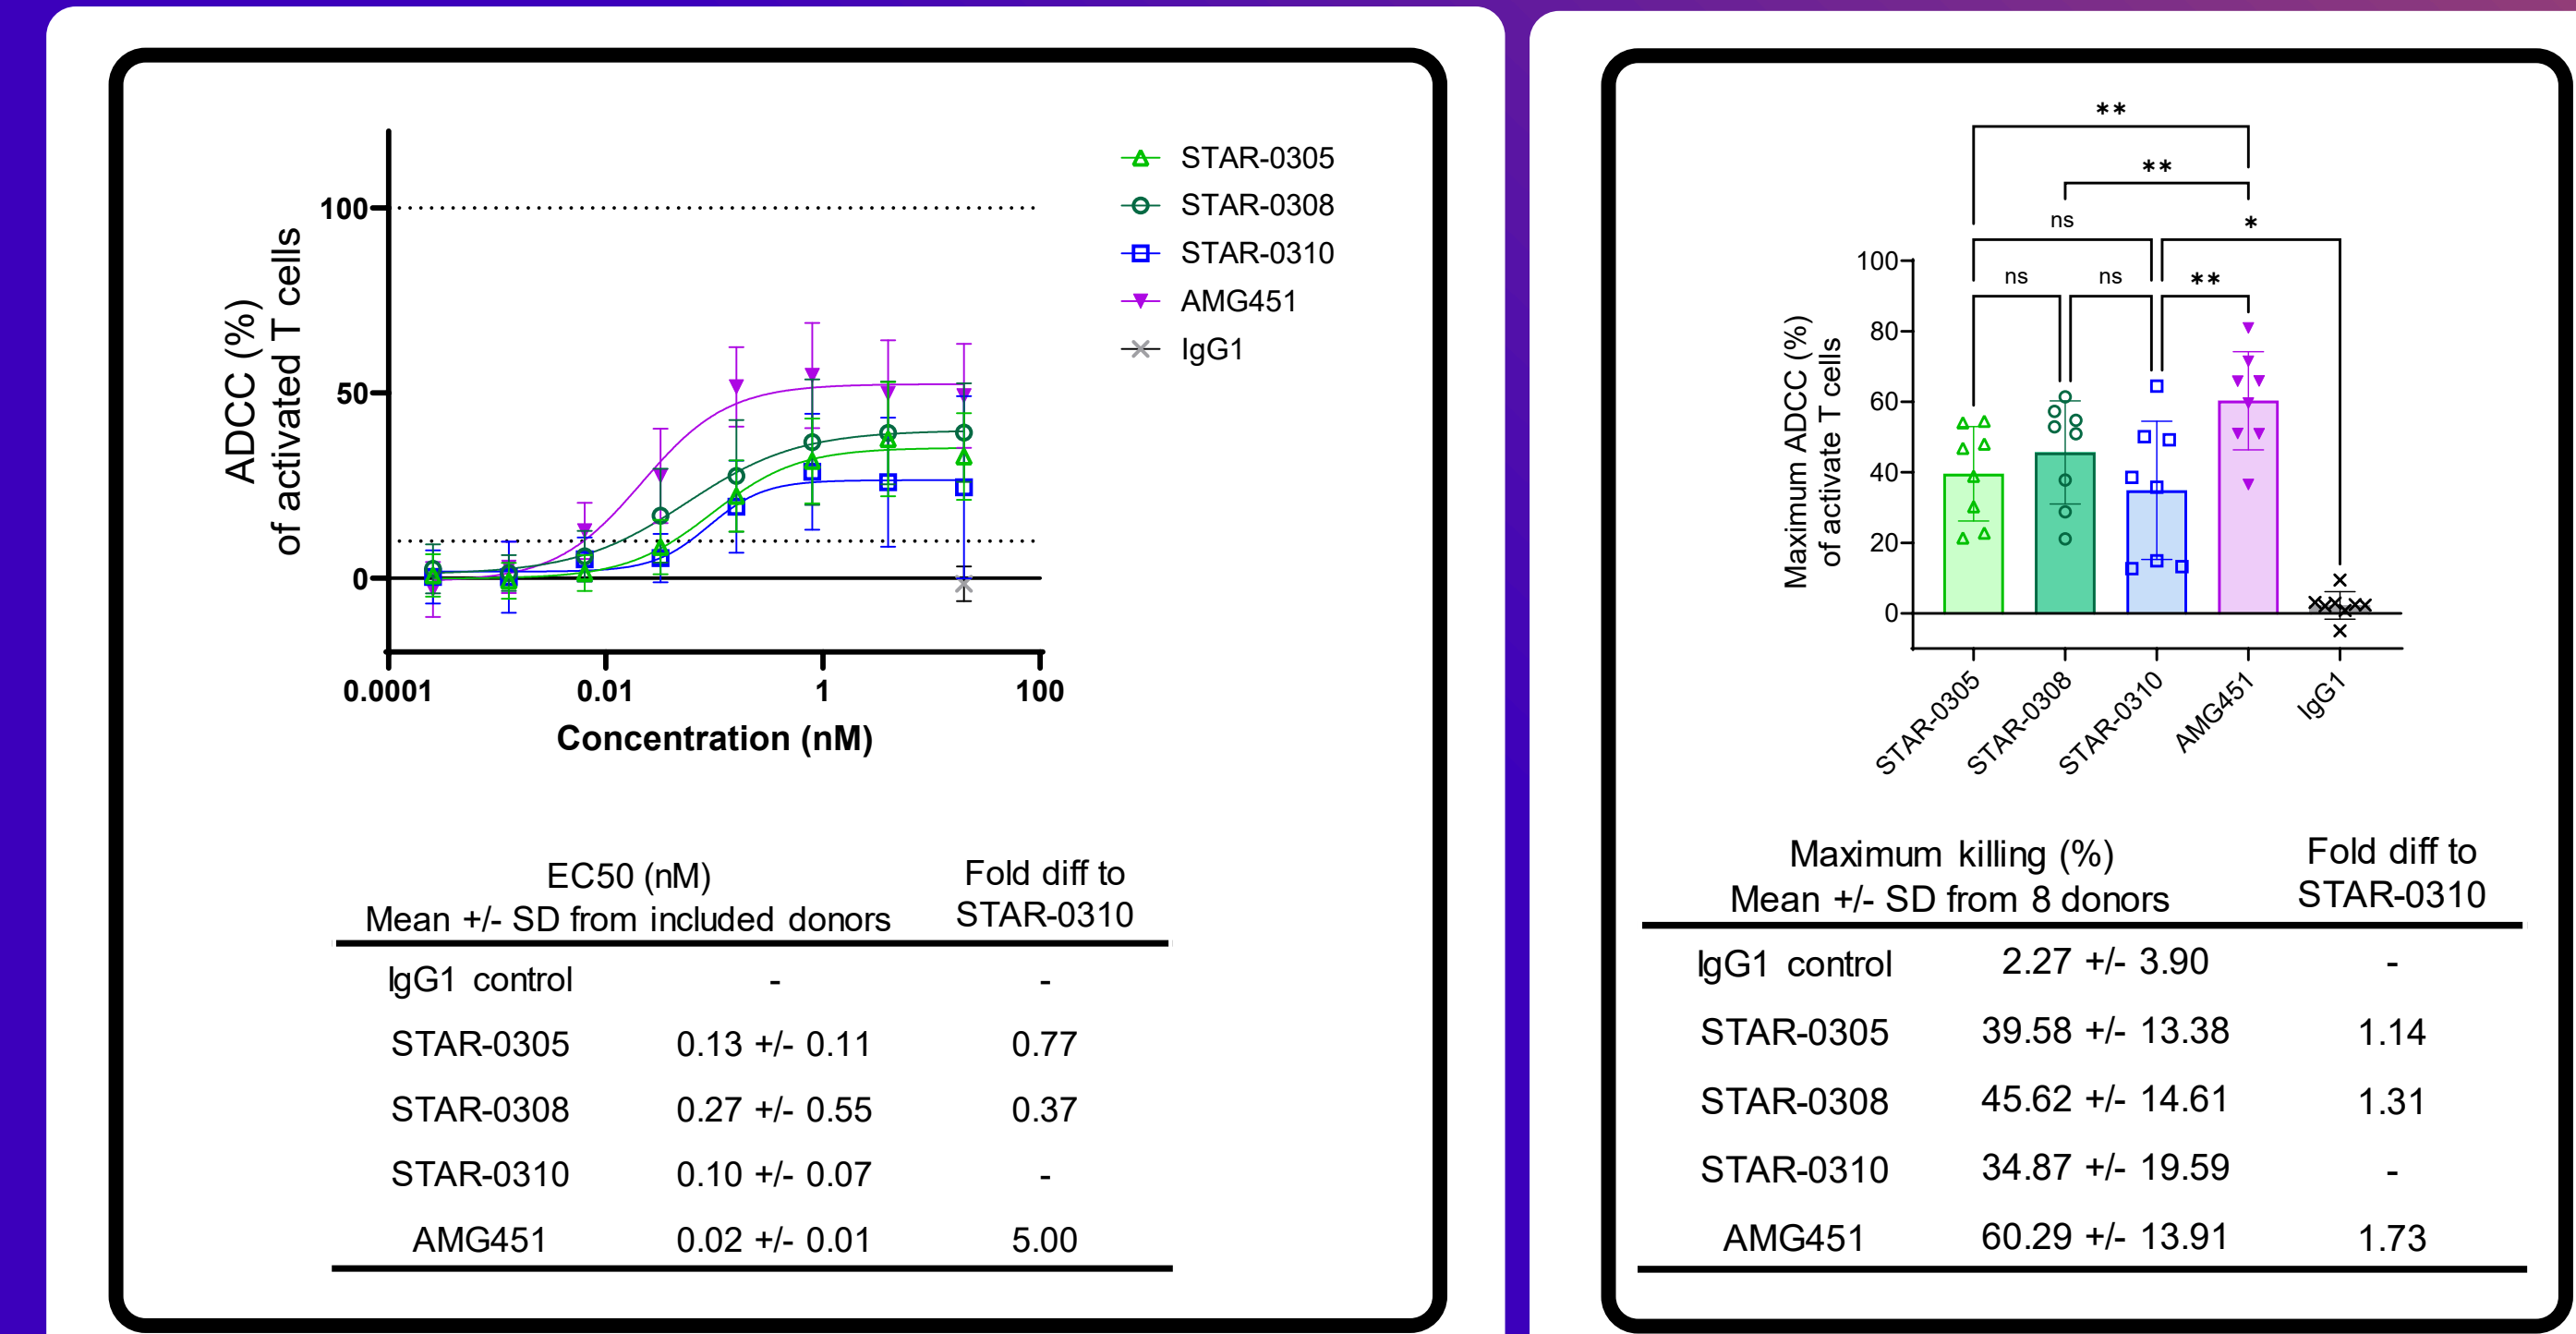 100
50
0
ADCC (%)
of activated T cells
0.0001 0.01 1 100
Concentration (nM)
STAR-0305
STAR-0308
STAR-0310
AMG451
IgG1
EC50 (nM)
Mean +/- SD from included donors
Fold diff to
STAR-0310
IgG1 control - -
STAR-0305 0.13 +/- 0.11 0.77
STAR-0308 0.27 +/- 0.55 0.37
STAR-0310 0.10 +/- 0.07 -
AMG451 0.02 +/- 0.01 5.00
**
**
ns *
ns ns **
100
80
60
40
20
0
Maximum ADCC (%)
of activate T cells
STAR-0305
STAR-0308
STAR-0310
AMG451
IgG1
Maximum killing (%)
Mean +/- SD from 8 donors
Fold diff to
STAR-0310
IgG1 control 2.27 +/- 3.90 -
STAR-0305 39.58 +/- 13.38 1.14
STAR-0308 45.62 +/- 14.61 1.31
STAR-0310 34.87 +/- 19.59 -
AMG451 60.29 +/- 13.91 1.73